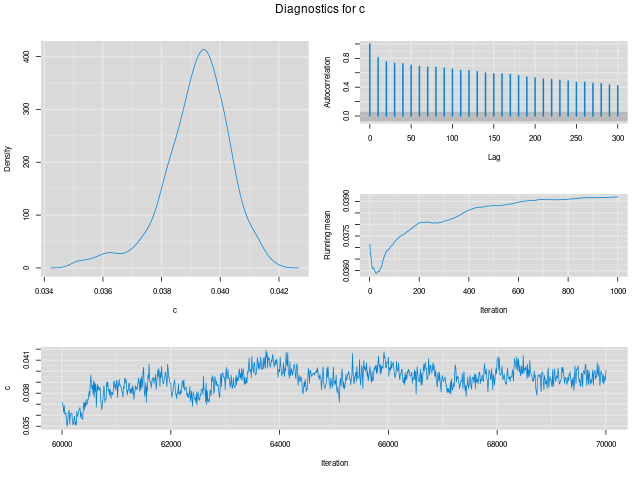 Diagnostics for c
Density
0 100 200 300 400
0.034 0.036 0.038 0.040 0.042
c
Autocorrelation
0.0 0.4 0.8
0 50 100 150 200 250 300
Lag
Running mean
0.0360 0.0375 0.0390
0 200 400 600 800 1000
Iteration
c
0.035 0.038 0.041
60000 62000 64000 66000 68000 70000
Iteration